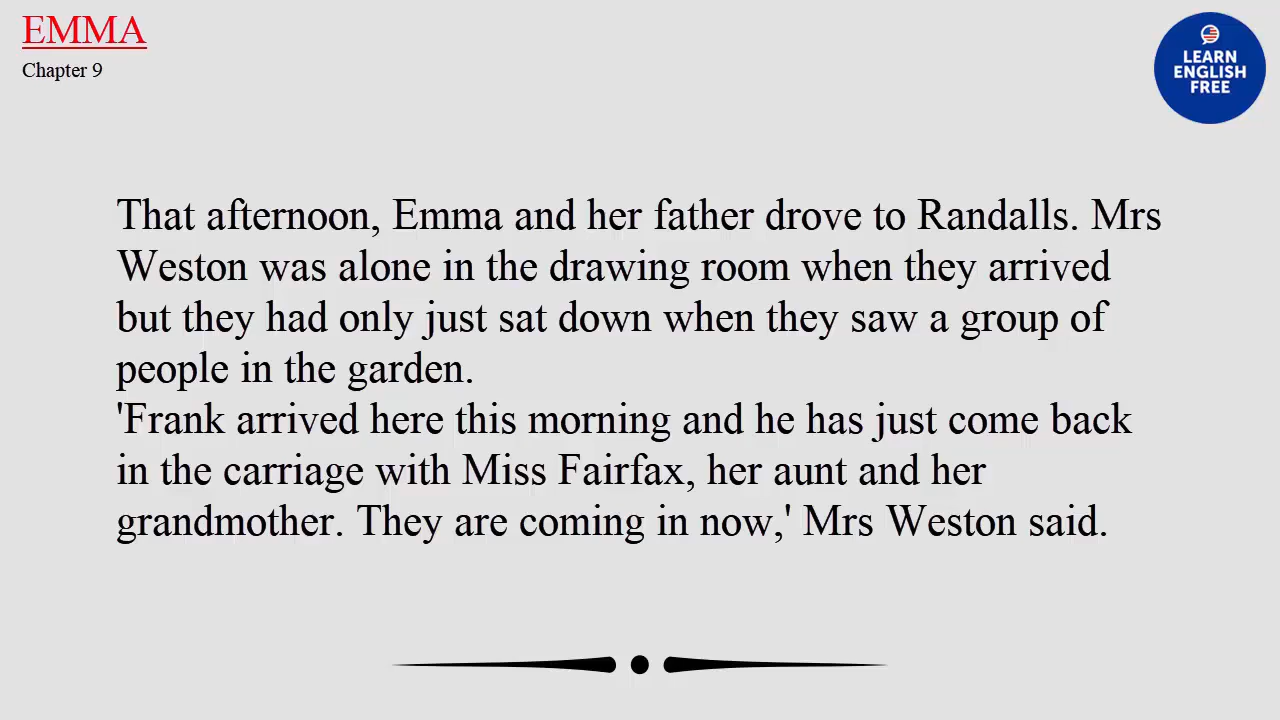 EMMA
Chapter 9
LEARN
ENGLISH
FREE
That afternoon, Emma and her father drove to Randalls. Mrs
Weston was alone in the drawing room when they arrived
but they had only just sat down when they saw a group of
people in the garden.
'Frank arrived here this morning and he has just come back
in the carriage with Miss Fairfax, her aunt and her
grandmother. They are coming in now,' Mrs Weston said.